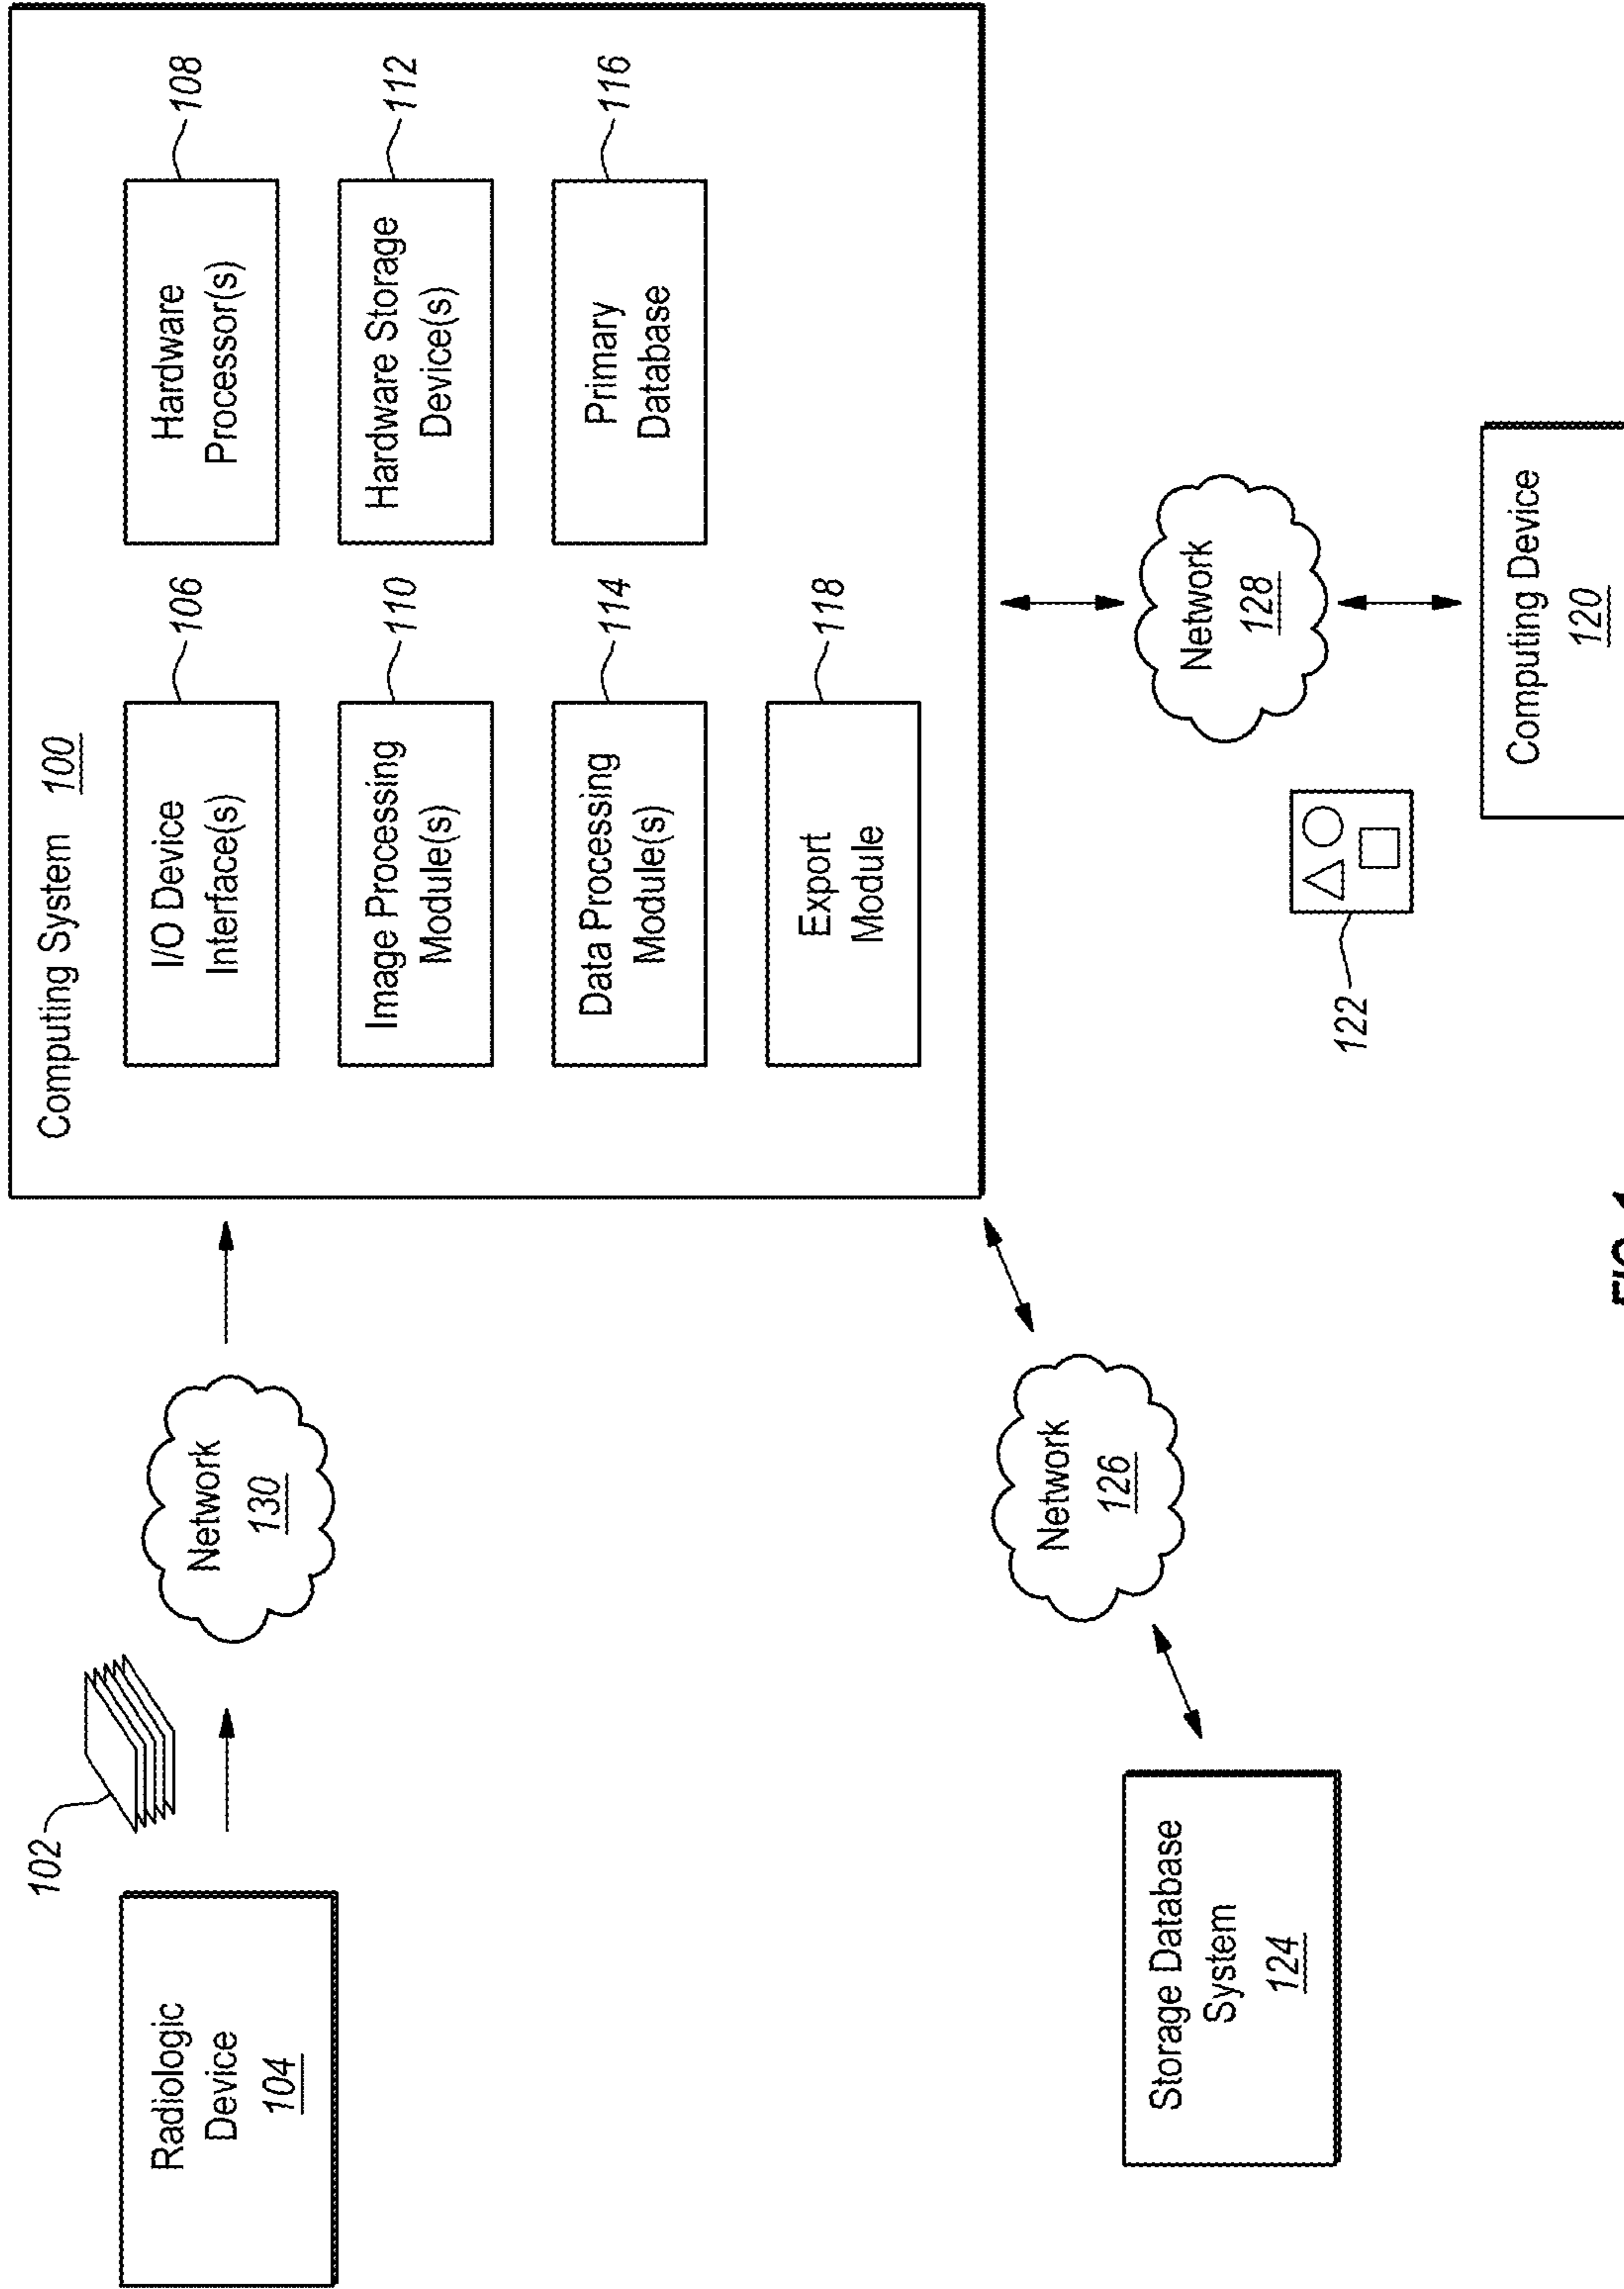 102
Radiologic
Device
104
Network
130
Computing System 100
I/O Device
Interface(s)
106
Hardware
Processor(s)
108
Image Processing
Module(s)
110
Hardware Storage
Device(s)
112
Data Processing
Module(s)
114
Primary
Database
116
Export
Module
118
Storage Database
System
124
Network
126
Network
128
122
Computing Device
120
FIG. 1